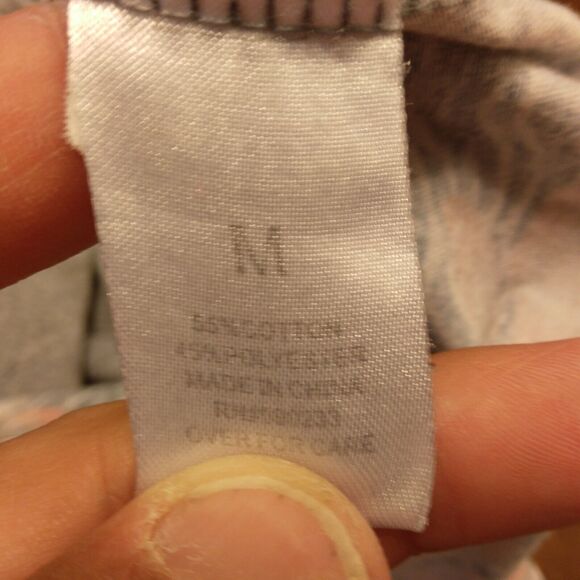 M
55%COTTON
45%POLYESTER
MADE IN CHINA
OVER FOR CARE